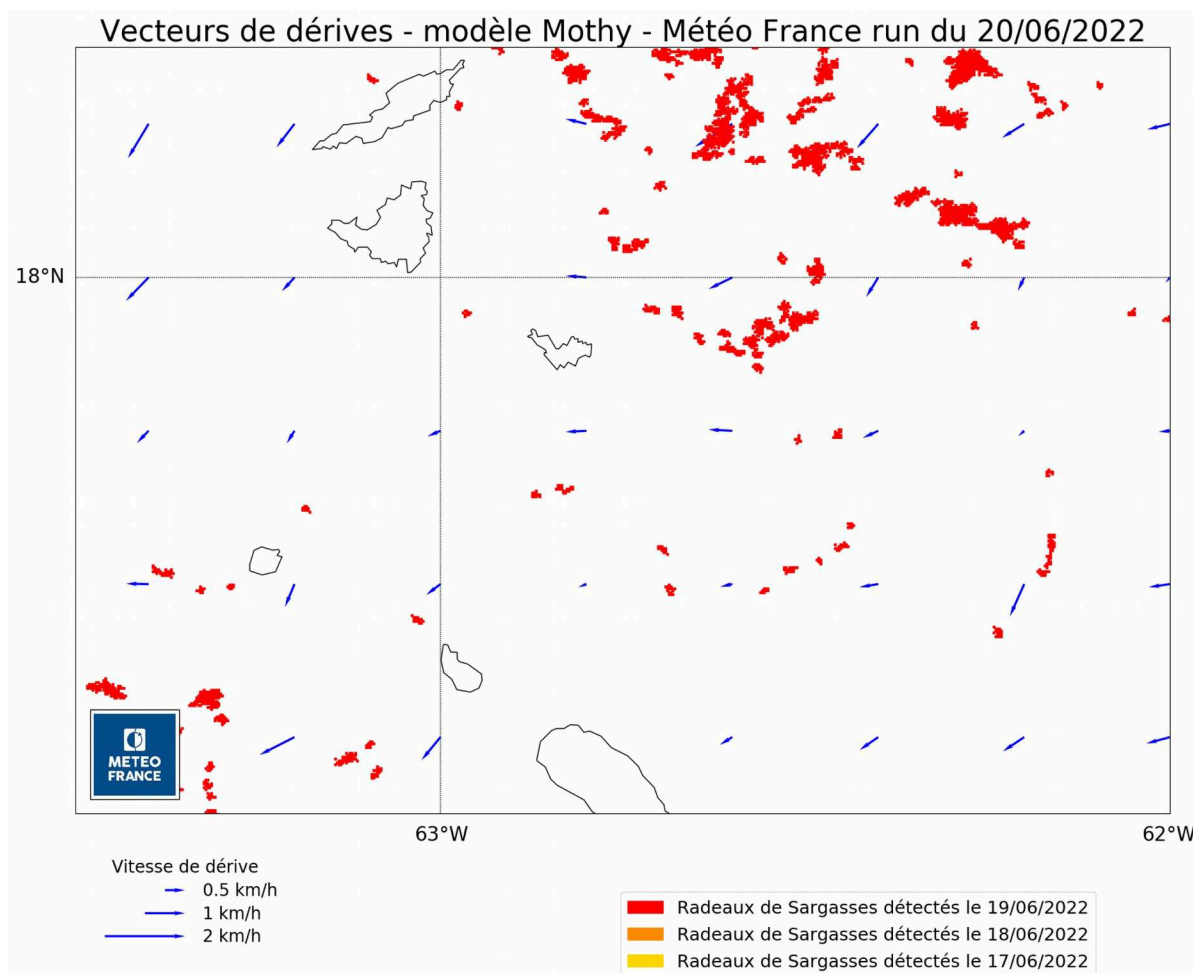 Vecteurs de dérives - modèle Mothy - Météo France run du 20/06/2022
18°N
METEO
FRANCE
63°W
62°W
Vitesse de dérive
0.5 km/h
1 km/h
2 km/h
Radeaux de Sargasses détectés le 19/06/2022
Radeaux de Sargasses détectés le 18/06/2022
Radeaux de Sargasses détectés le 17/06/2022